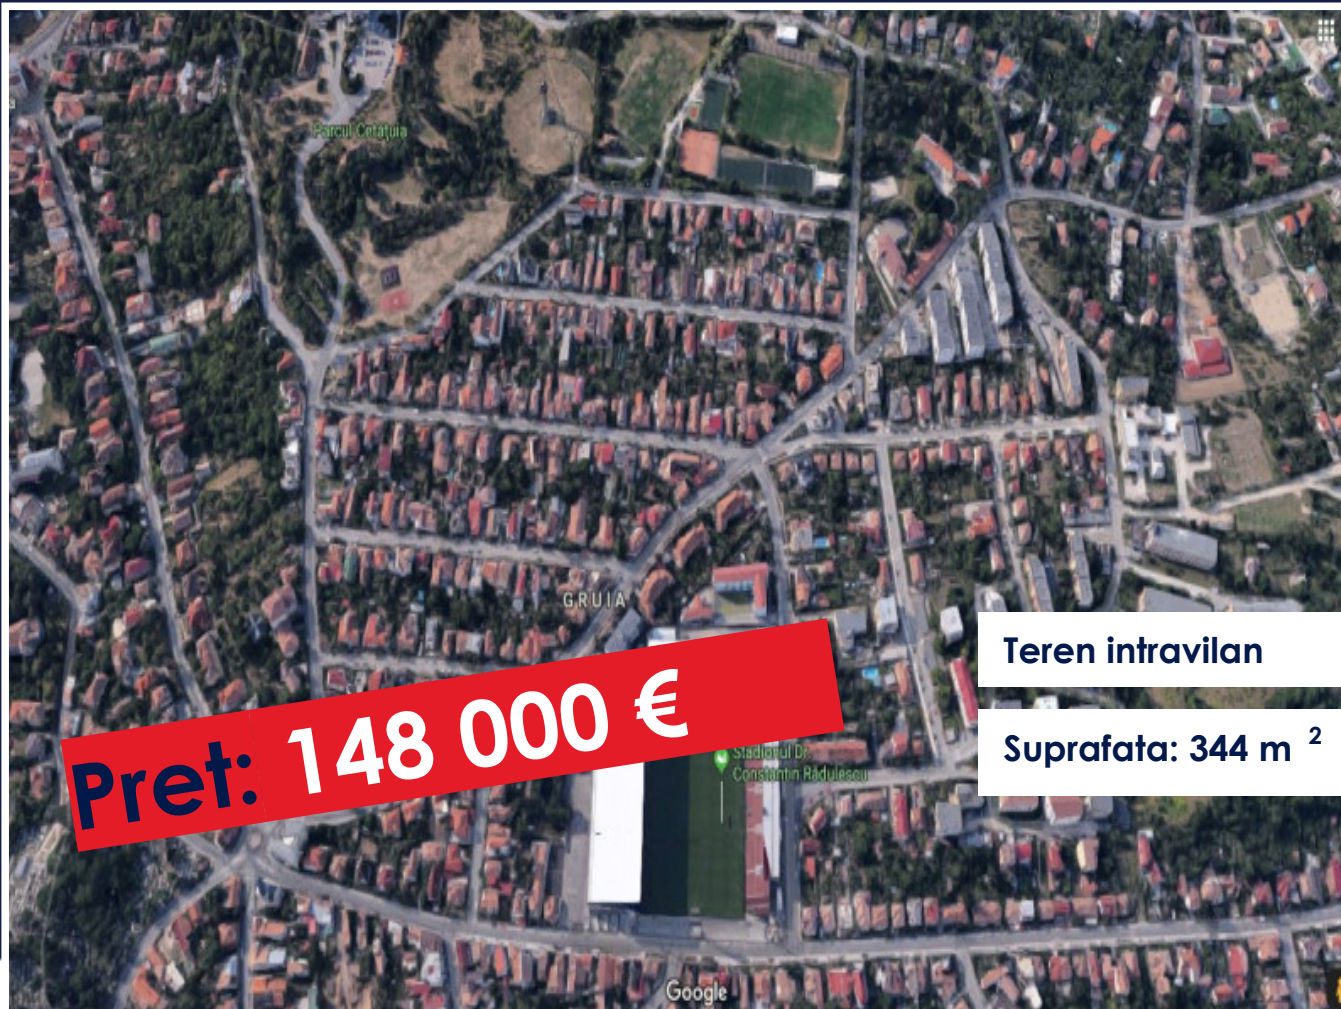 Parcul Cetățuia
GRUIA
Teren intravilan
Pret: 148 000 €
Suprafata: 344 m 2
Stadionul Dr.
Constantin Rădulescu
Google